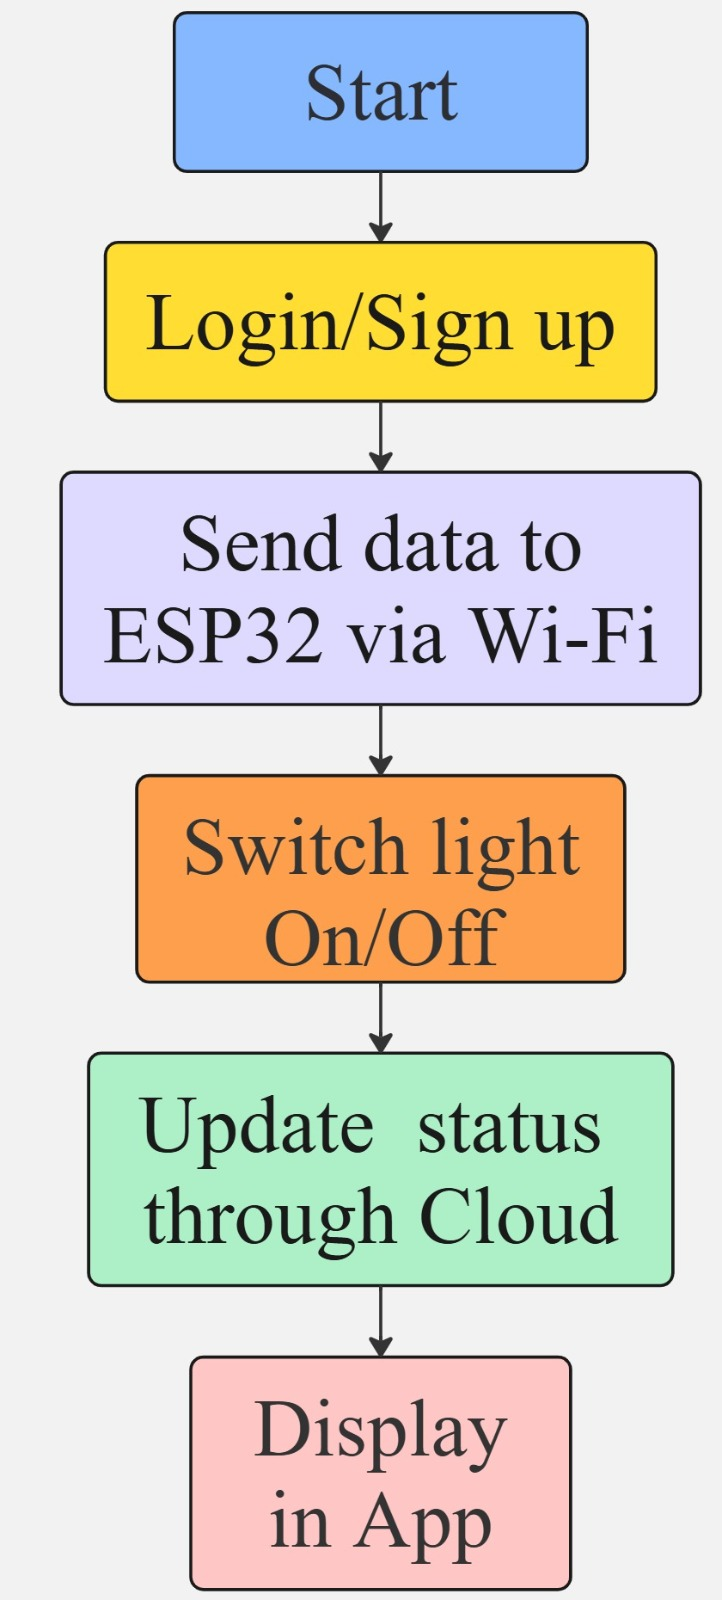 Start
Login/Sign up
Send data to
ESP32 via Wi-Fi
Switch light
On/Off
Update  status
through Cloud
Display
in App